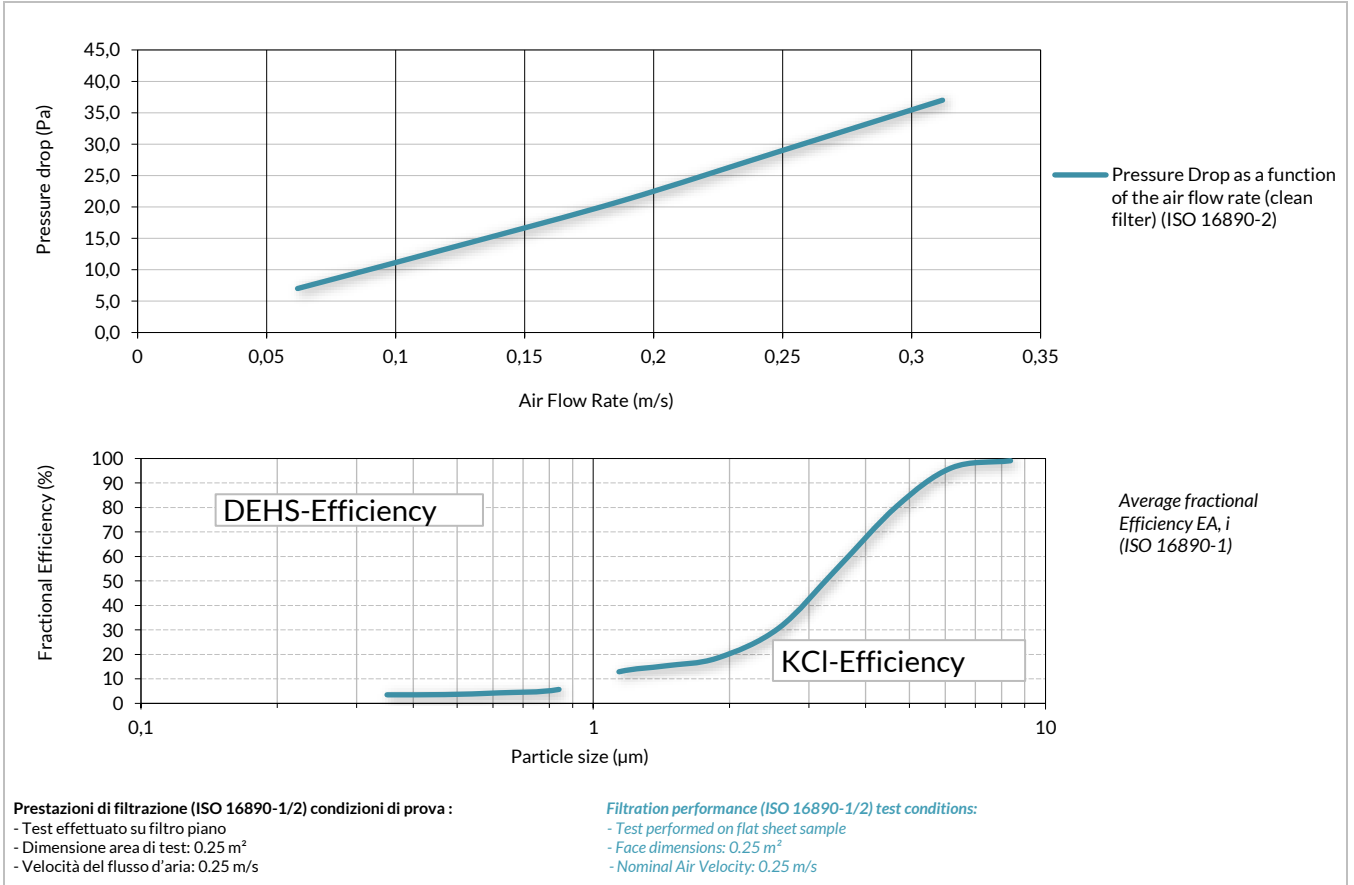 45,0
40,0
35,0
30,0
25,0
20,0
15,0
10,0
5,0
0,0
Pressure drop (Pa)
0 0,05 0,1 0,15 0,2 0,25 0,3 0,35
Air Flow Rate (m/s)
Pressure Drop as a function
of the air flow rate (clean
filter) (ISO 16890-2)
100
90
80
70
60
50
40
30
20
10
0
Fractional Efficiency (%)
DEHS-Efficiency
KCl-Efficiency
0,1 1 10
Particle size (µm)
Average fractional
Efficiency EA, i
(ISO 16890-1)
Prestazioni di filtrazione (ISO 16890-1/2) condizioni di prova :
- Test effettuato su filtro piano
- Dimensione area di test: 0.25 m²
- Velocità del flusso d’aria: 0.25 m/s
Filtration performance (ISO 16890-1/2) test conditions:
- Test performed on flat sheet sample
- Face dimensions: 0.25 m²
- Nominal Air Velocity: 0.25 m/s